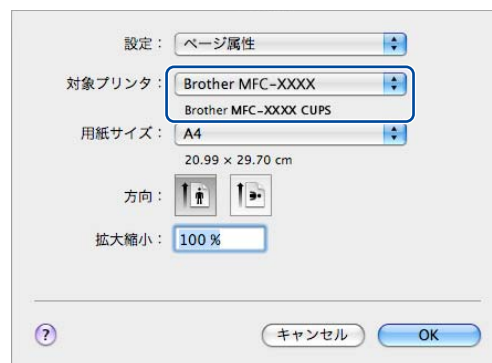 設定： ページ属性
対象プリンタ： Brother MFC-XXXX
Brother MFC-XXXX CUPS
用紙サイズ： A4
20.99 × 29.70 cm
方向：
拡大縮小： 100 %
? キャンセル OK